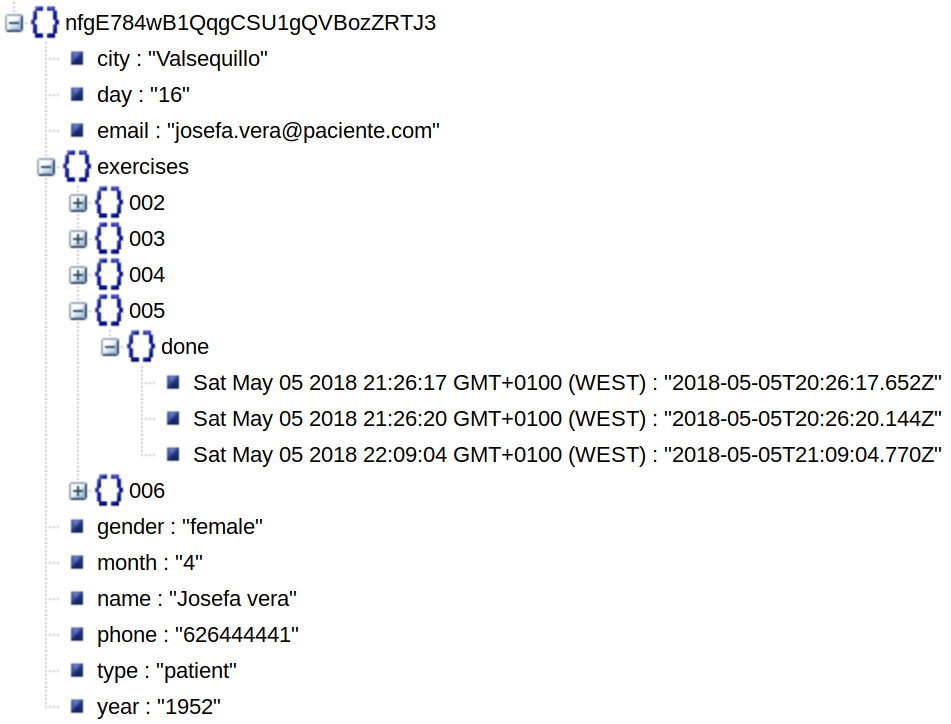 nfgE784wB1QqgCSU1gQVBozZRTJ3
city : "Valsequillo"
day : "16"
email : "josefa.vera@paciente.com"
exercises
002
003
004
005
done
Sat May 05 2018 21:26:17 GMT+0100 (WEST) : "2018-05-05T20:26:17.652Z"
Sat May 05 2018 21:26:20 GMT+0100 (WEST) : "2018-05-05T20:26:20.144Z"
Sat May 05 2018 22:09:04 GMT+0100 (WEST) : "2018-05-05T21:09:04.770Z"
006
gender : "female"
month : "4"
name : "Josefa vera"
phone : "626444441"
type : "patient"
year : "1952"